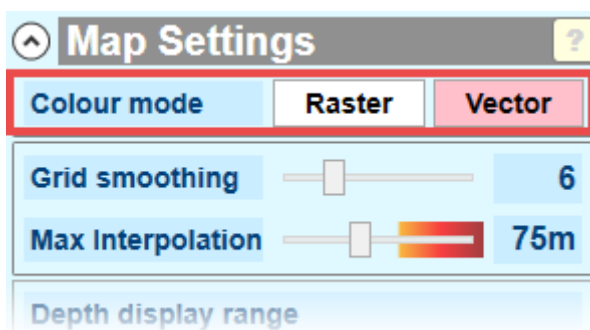 Map Settings ?
Colour mode Raster Vector
Grid smoothing 6
Max Interpolation 75m
Depth display range